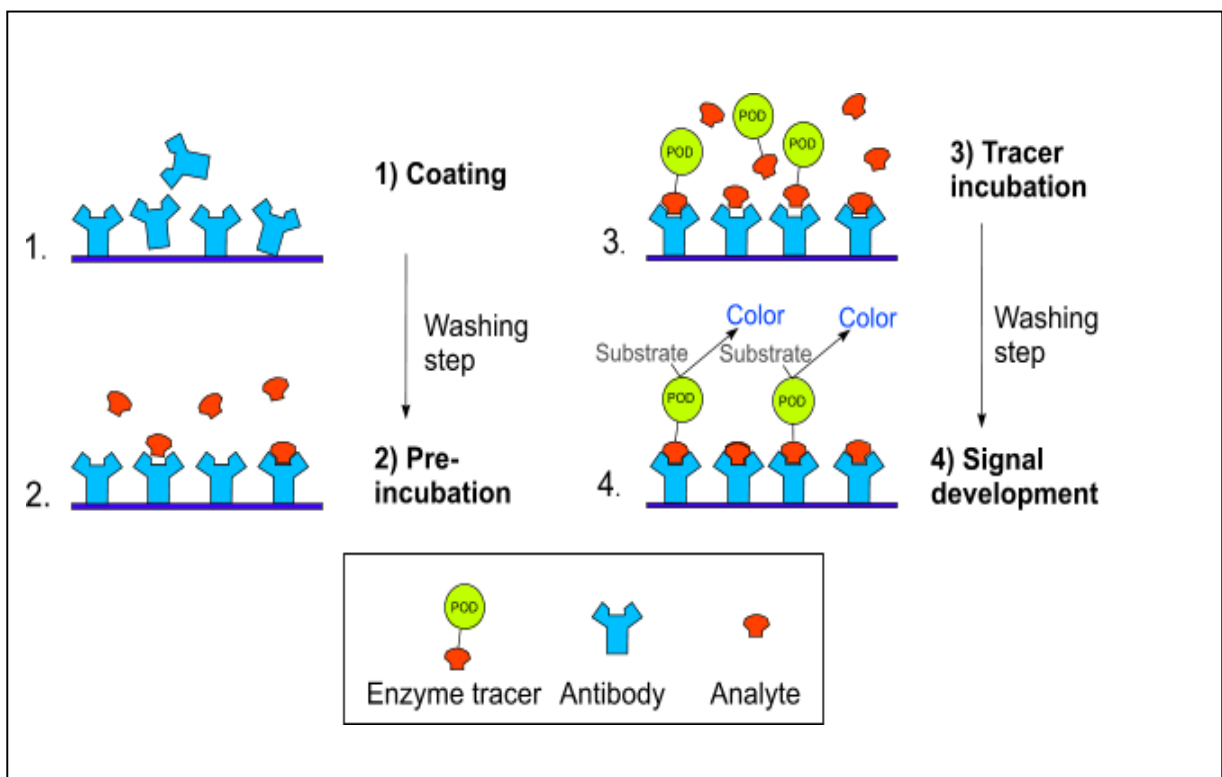 1.
1) Coating
Washing
step
2.
2) Pre-
incubation
POD
POD
POD
3.
3) Tracer
incubation
Washing
step
Color
Color
Substrate
Substrate
POD
POD
4.
4) Signal
development
POD
Enzyme tracer
Antibody
Analyte